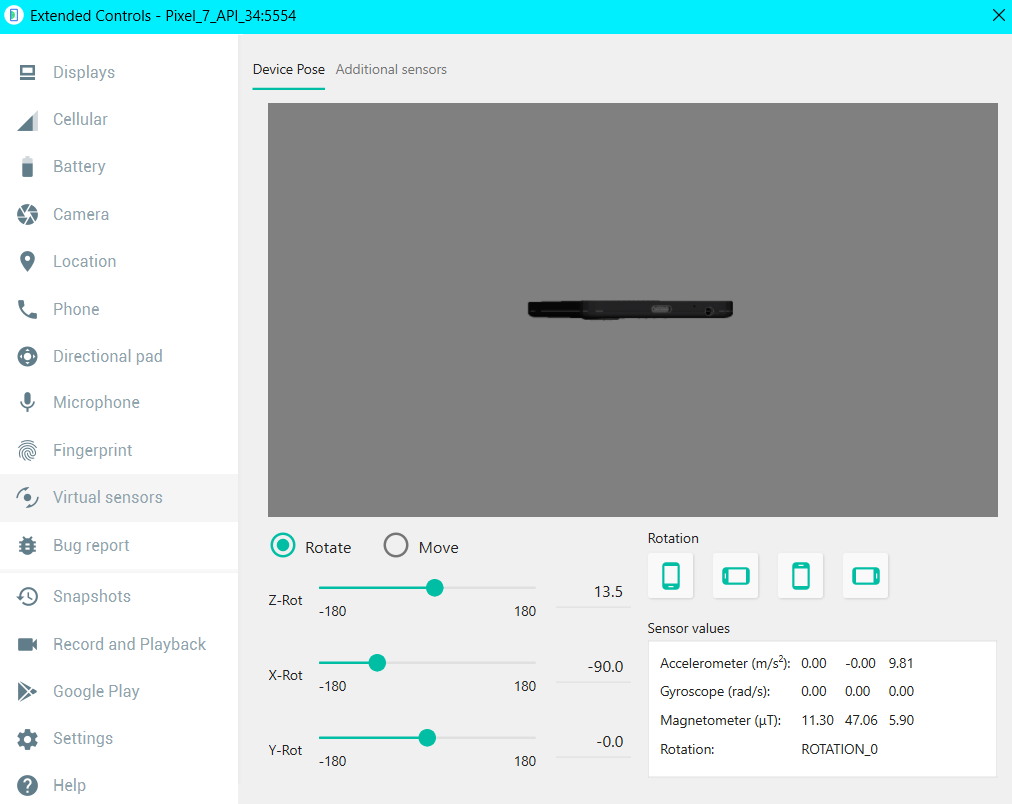 Extended Controls - Pixel_7_API_34:5554
Displays
Cellular
Battery
Camera
Location
Phone
Directional pad
Microphone
Fingerprint
Virtual sensors
Bug report
Snapshots
Record and Playback
Google Play
Settings
Help
Device Pose Additional sensors
Rotate Move
Z-Rot -180 180 13.5
X-Rot -180 180 -90.0
Y-Rot -180 180 -0.0
Rotation
Sensor values
Accelerometer (m/s²): 0.00 -0.00 9.81
Gyroscope (rad/s): 0.00 0.00 0.00
Magnetometer (μT): 11.30 47.06 5.90
Rotation: ROTATION_0